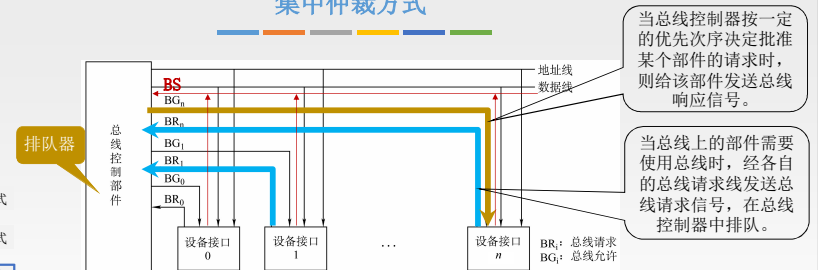 集中仲裁方式
当总线控制器按一定
的优先次序决定批准
某个部件的请求时，
则给该部件发送总线
响应信号。
地址线
数据线
BS
BGn
BRn
BG1
BR1
BG0
BR0
排队器
总
线
控
制
部
件
当总线上的部件需要
使用总线时，经各自
的总线请求线发送总
线请求信号，在总线
控制器中排队。
式
式
设备接口
0
设备接口
1
…
设备接口
n
BRi：总线请求
BGi：总线允许